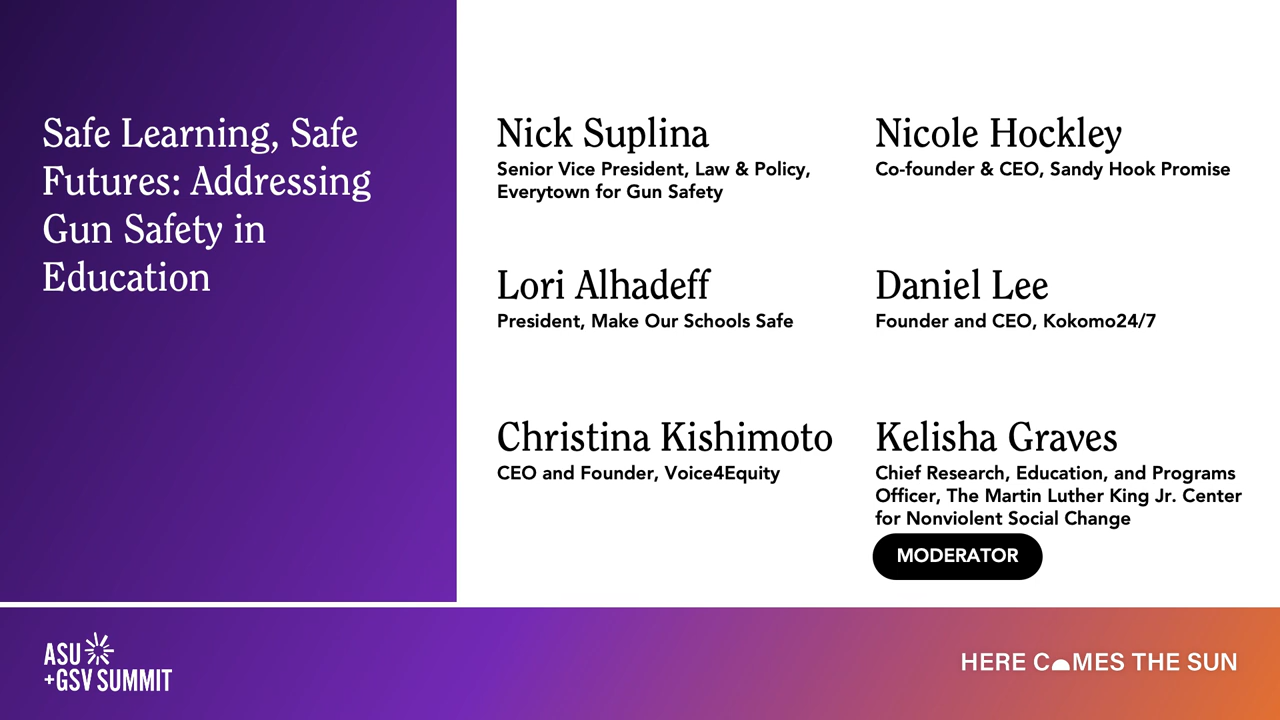 Safe Learning, Safe
Futures: Addressing
Gun Safety in
Education
Nick Suplina
Senior Vice President, Law & Policy,
Everytown for Gun Safety
Nicole Hockley
Co-founder & CEO, Sandy Hook Promise
Lori Alhadeff
President, Make Our Schools Safe
Daniel Lee
Founder and CEO, Kokomo24/7
Christina Kishimoto
CEO and Founder, Voice4Equity
Kelisha Graves
Chief Research, Education, and Programs
Officer, The Martin Luther King Jr. Center
for Nonviolent Social Change
MODERATOR
ASU
+GSV SUMMIT
HERE COMES THE SUN